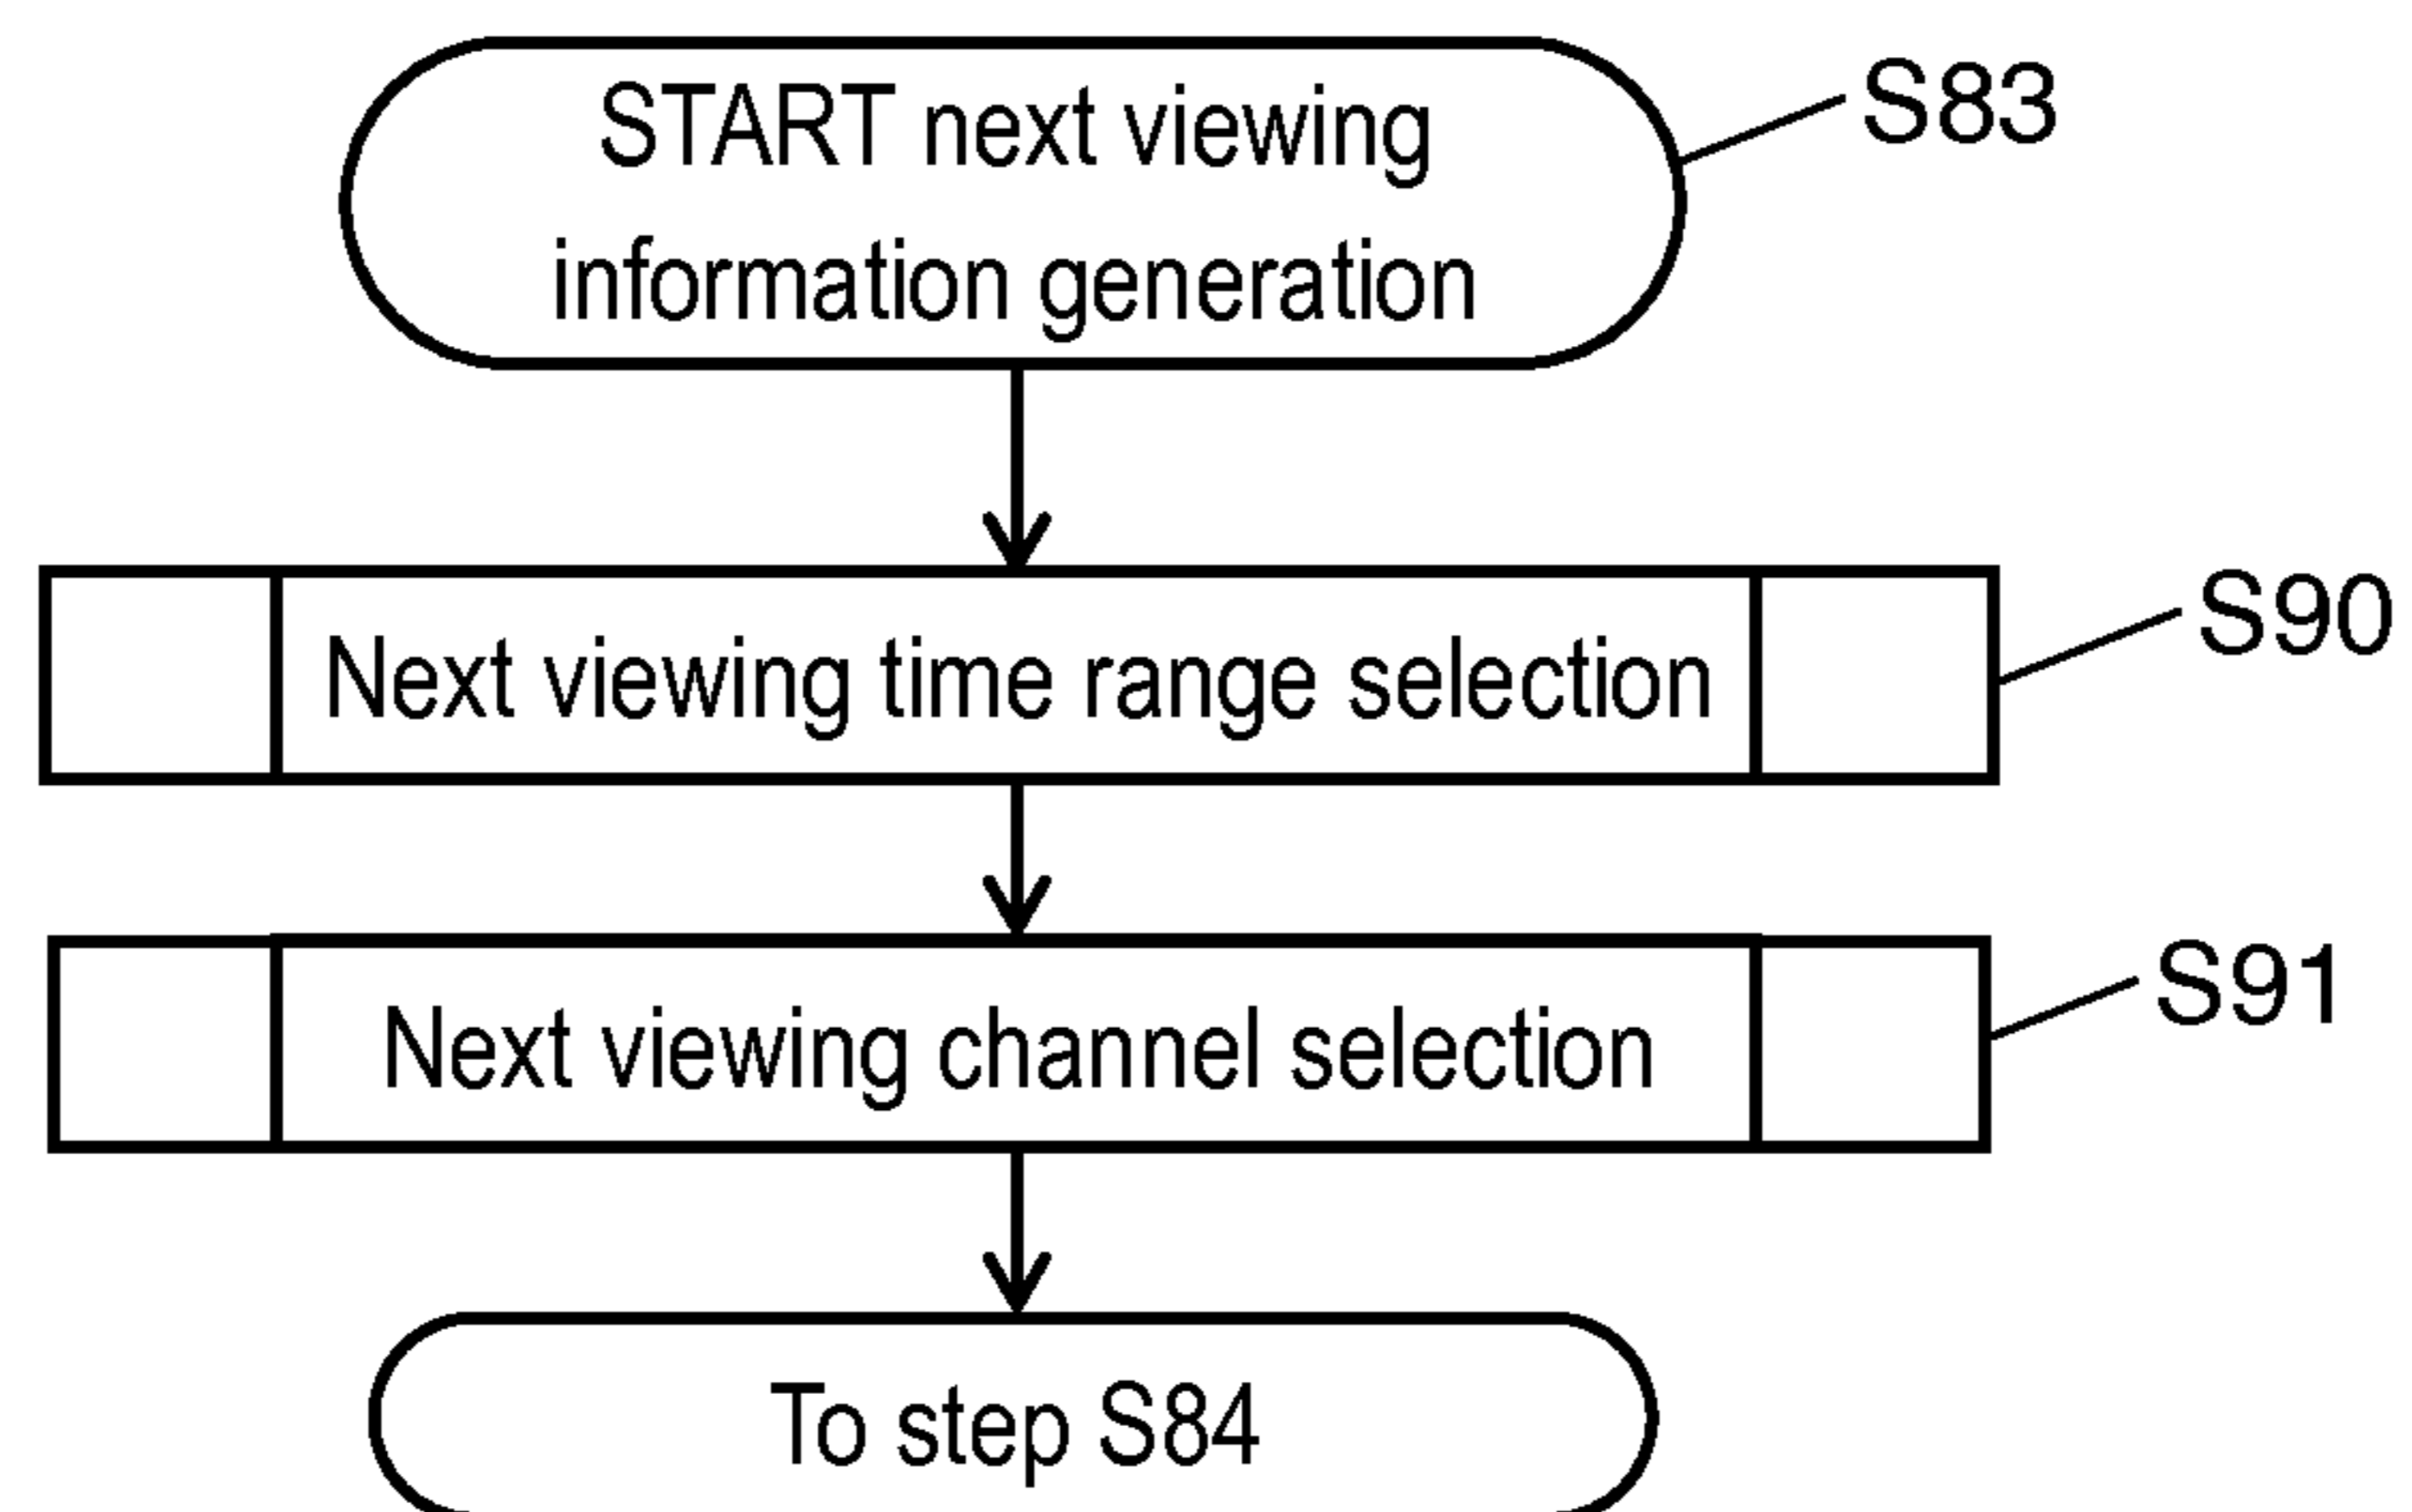 START next viewing
information generation
S83
Next viewing time range selection
S90
Next viewing channel selection
S91
To step S84